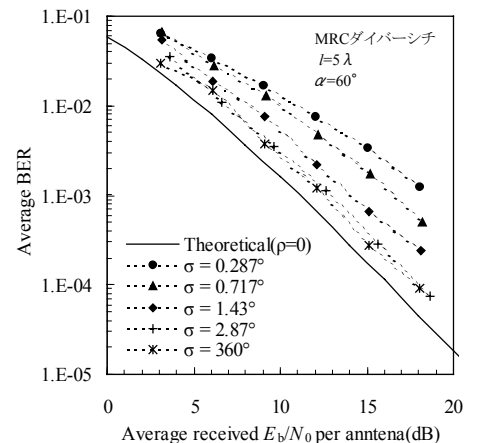 1.E-01
1.E-02
1.E-03
1.E-04
1.E-05
Average BER
MRCダイバーシチ
l=5λ
α=60°
Theoretical(ρ=0)
σ = 0.287°
σ = 0.717°
σ = 1.43°
σ = 2.87°
σ = 360°
0 5 10 15 20
Average received Eb/N0 per anntena(dB)